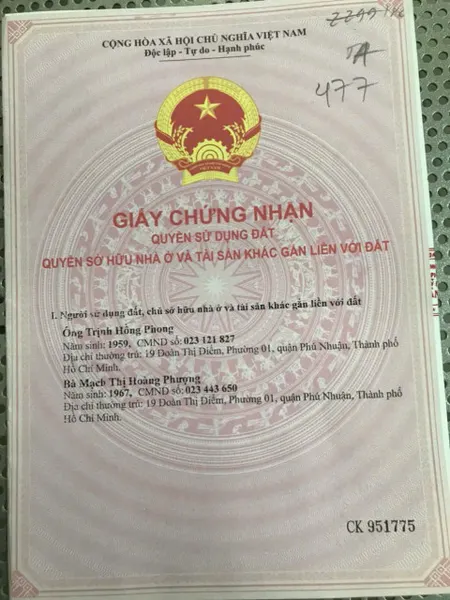 CỘNG HÒA XÃ HỘI CHỦ NGHĨA VIỆT NAM
Độc lập - Tự do - Hạnh phúc
477
GIẤY CHỨNG NHẬN
QUYỀN SỬ DỤNG ĐẤT
QUYỀN SỞ HỮU NHÀ Ở VÀ TÀI SẢN KHÁC GẮN LIỀN VỚI ĐẤT
I. Người sử dụng đất, chủ sở hữu nhà ở và tài sản khác gắn liền với đất
Ông Trịnh Hồng Phong
Năm sinh: 1959, CMND số: 023 121 827
Địa chỉ thường trú: 19 Đoàn Thị Điểm, Phường 01, quận Phú Nhuận, Thành phố
Hồ Chí Minh.
Bà Mạch Thị Hoàng Phượng
Năm sinh: 1967, CMND số: 023 443 650
Địa chỉ thường trú: 19 Đoàn Thị Điểm, Phường 01, quận Phú Nhuận, Thành phố
Hồ Chí Minh.
CK 951775